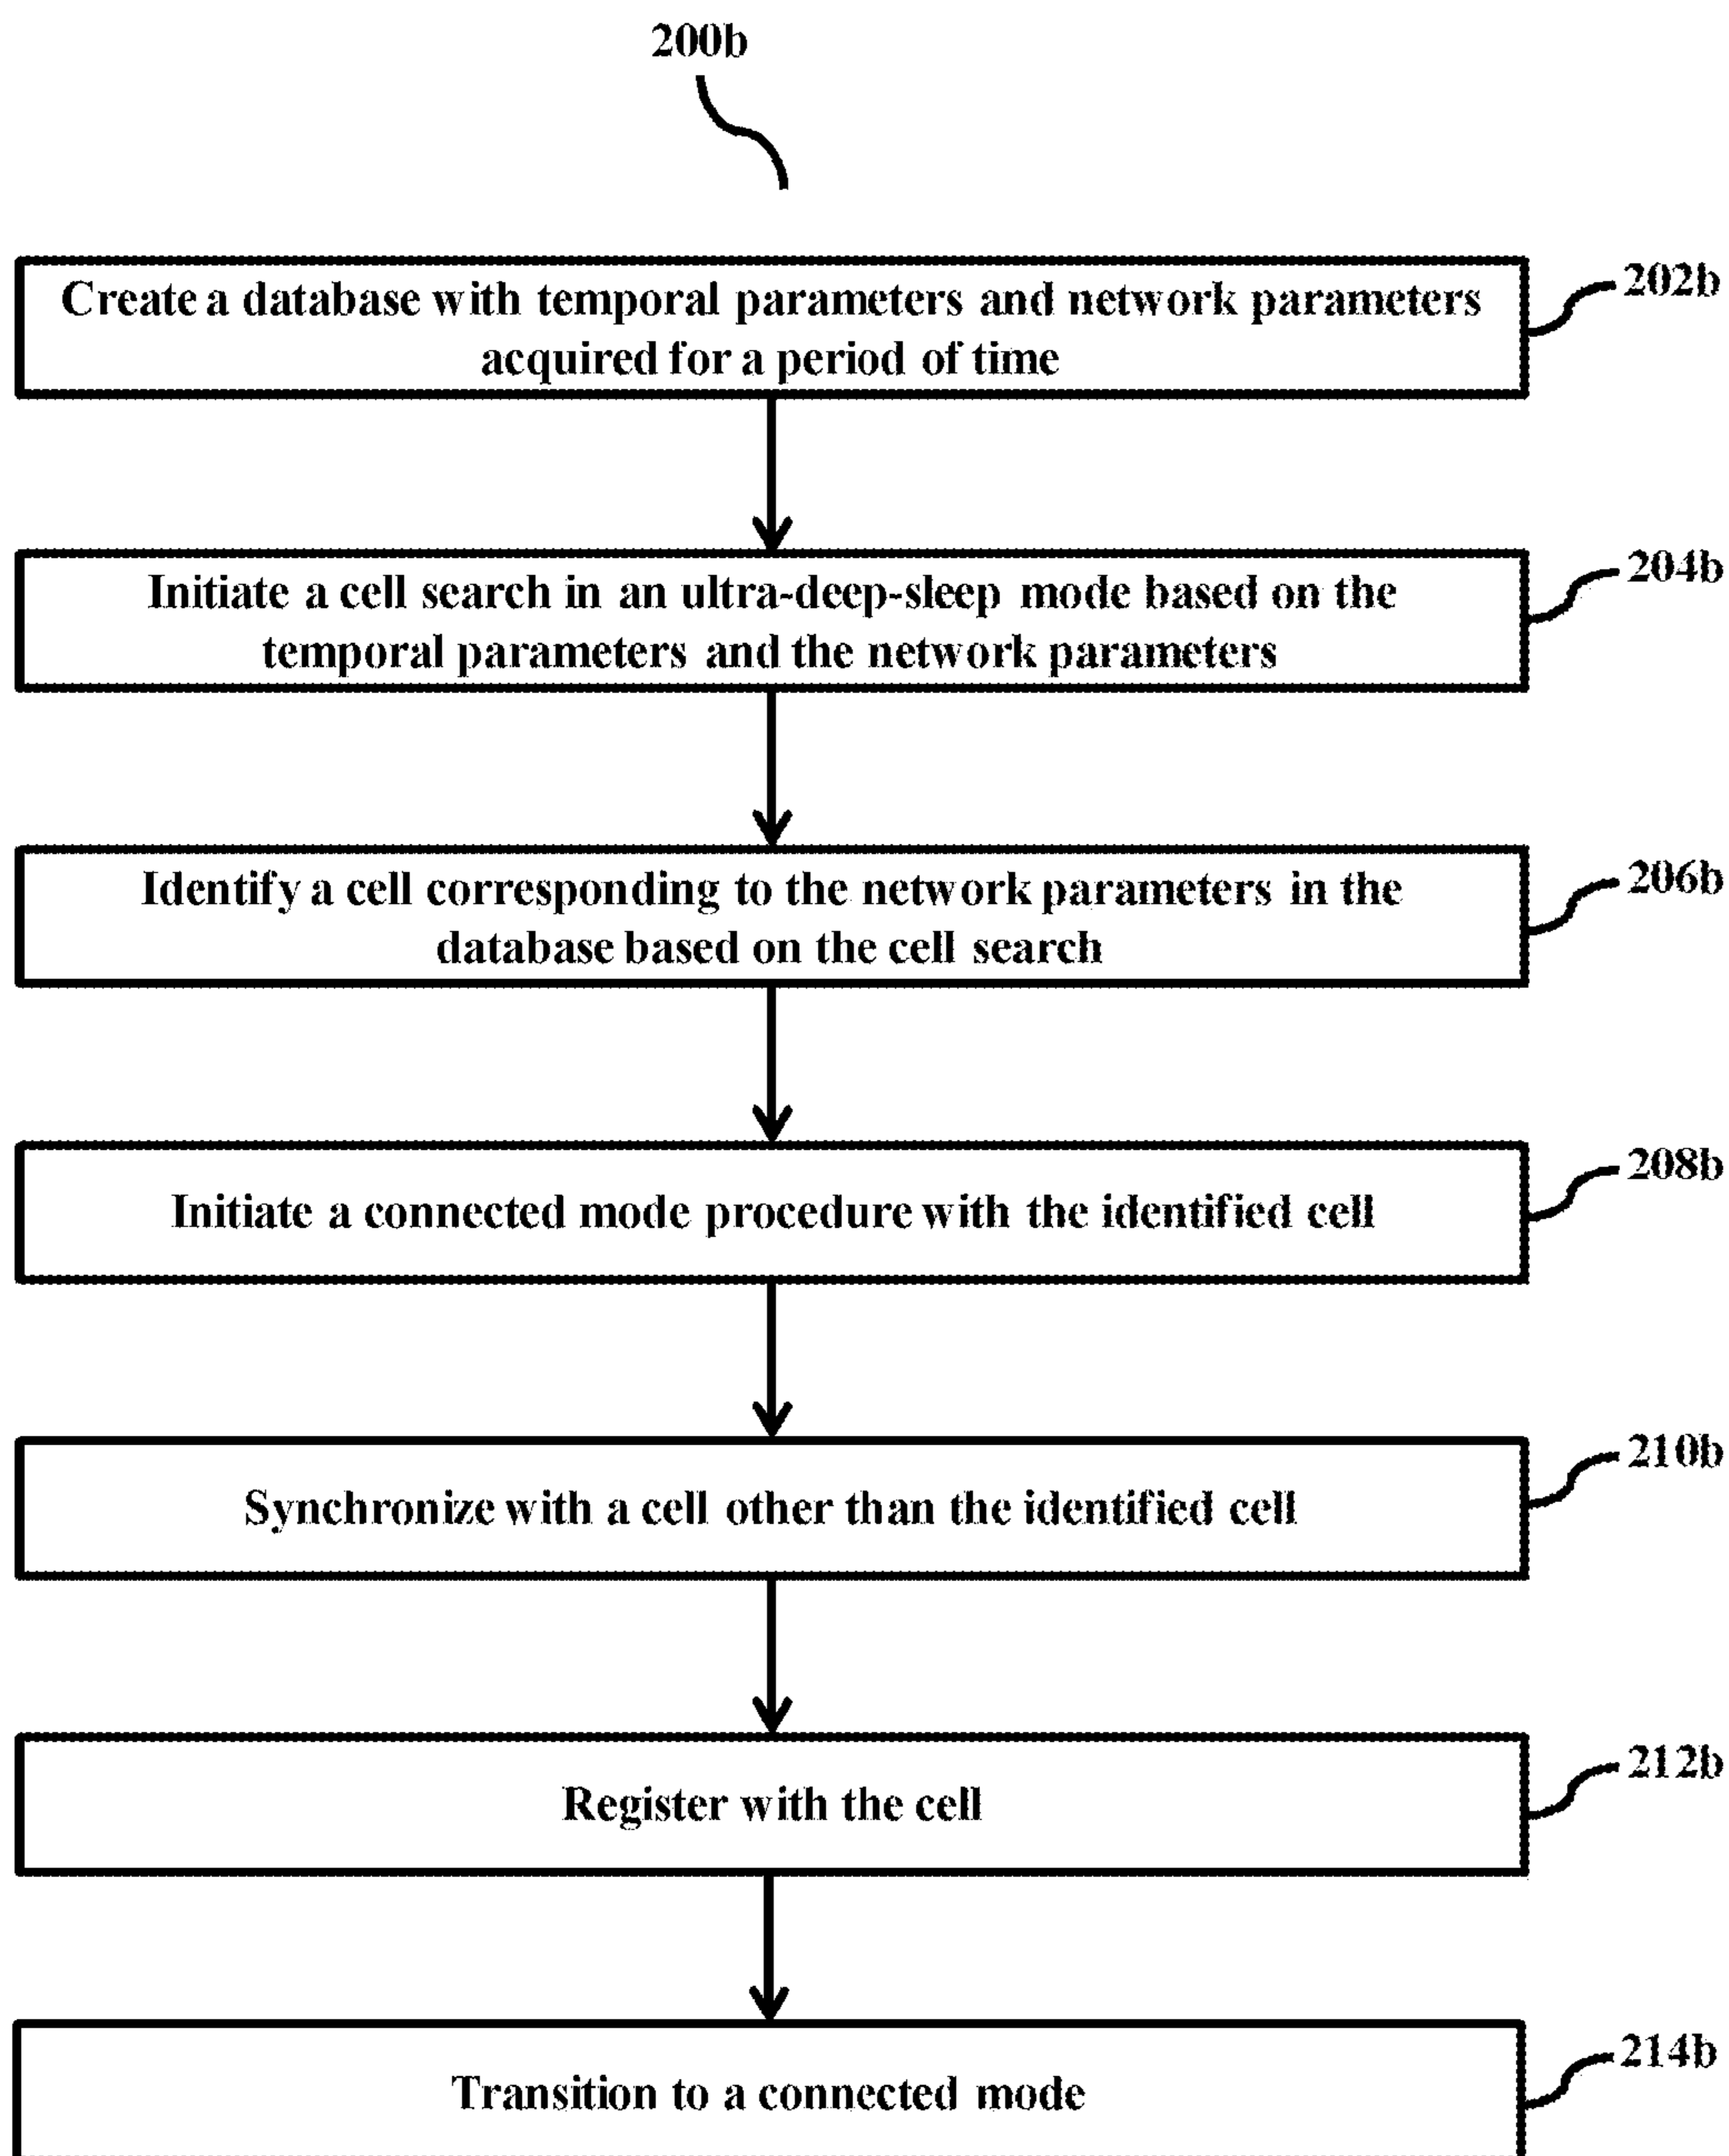 200b
Create a database with temporal parameters and network parameters
acquired for a period of time
202b
Initiate a cell search in an ultra-deep-sleep mode based on the
temporal parameters and the network parameters
204b
Identify a cell corresponding to the network parameters in the
database based on the cell search
206b
Initiate a connected mode procedure with the identified cell
208b
Synchronize with a cell other than the identified cell
210b
Register with the cell
212b
Transition to a connected mode
214b